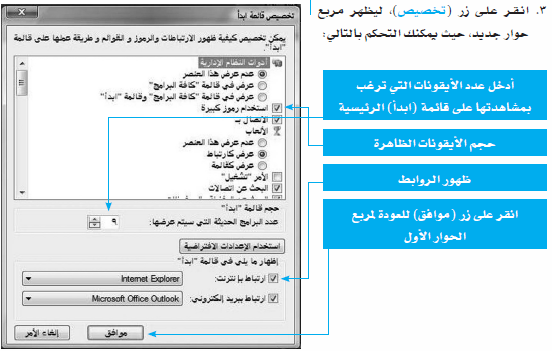 ٣. انقر على زر (تخصيص)، ليظهر مربع
حوار جديد، حيث يمكنك التحكم بالتالي:
أدخل عدد الأيقونات التي ترغب
بمشاهدتها على قائمة (ابدأ) الرئيسية
حجم الأيقونات الظاهرة
ظهور الروابط
انقر على زر (موافق) للعودة لمربع
الحوار الأول
تخصيص قائمة ابدأ
يمكن تخصيص كيفية ظهور الارتباطات والرموز و القوائم و طريقة عملها على قائمة
"ابدأ".
أدوات النظام الإدارية
عدم عرض هذا العنصر
عرض في قائمة "كافة البرامج"
عرض في قائمة "كافة البرامج" وقائمة "ابدأ"
استخدام رموز كبيرة
الاتصال بـ
الألعاب
عدم عرض هذا العنصر
عرض كارتباط
عرض كقائمة
الأمر "تشغيل"
البحث عن اتصالات
حجم قائمة "ابدأ"
عدد البرامج الحديثة التي سيتم عرضها:
٩
استخدام الإعدادات الافتراضية
إظهار ما يلي في قائمة "ابدأ"
ارتباط بإنترنت:
Internet Explorer
ارتباط ببريد إلكتروني:
Microsoft Office Outlook
موافق
إلغاء الأمر